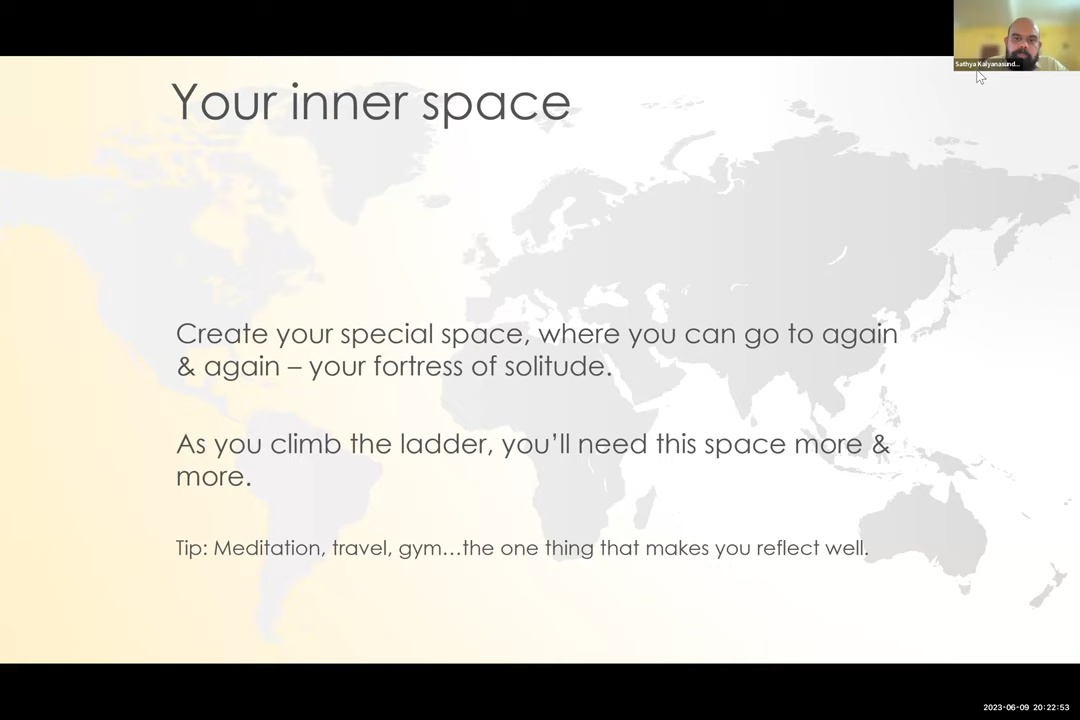 Sathya Kalyanasund...
Your inner space
Create your special space, where you can go to again
& again – your fortress of solitude.
As you climb the ladder, you’ll need this space more &
more.
Tip: Meditation, travel, gym…the one thing that makes you reflect well.
2023-06-09 20:22:53